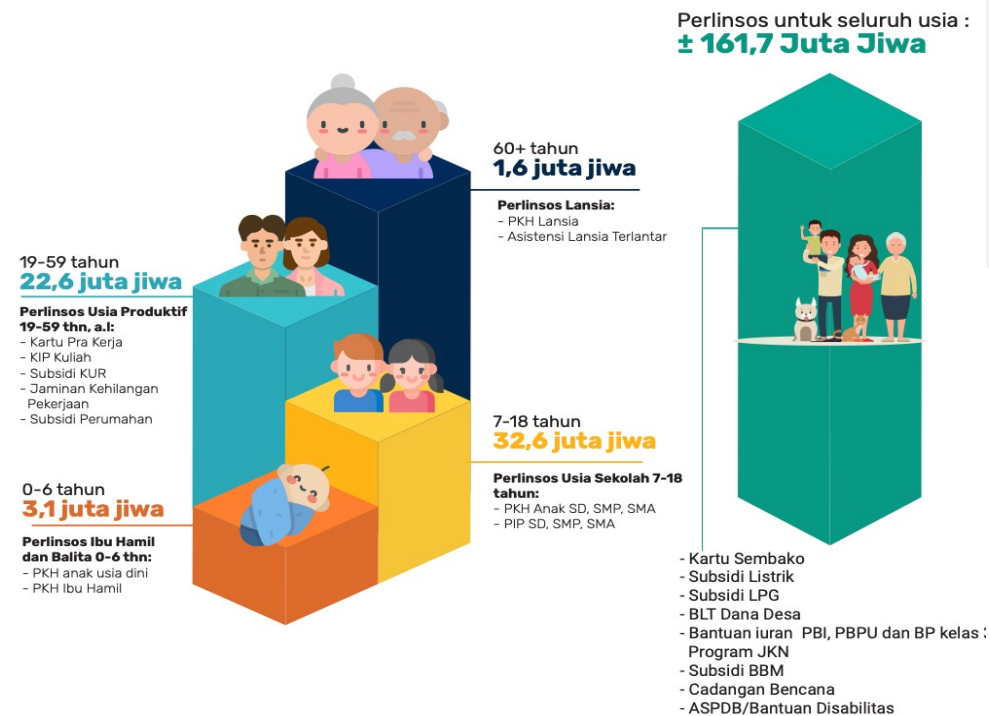 Perlinsos untuk seluruh usia :
± 161,7 Juta Jiwa
60+ tahun
1,6 juta jiwa
Perlinsos Lansia:
- PKH Lansia
- Asistensi Lansia Terlantar
19-59 tahun
22,6 juta jiwa
Perlinsos Usia Produktif
19-59 thn, a.l:
- Kartu Pra Kerja
- KIP Kuliah
- Subsidi KUR
- Jaminan Kehilangan
Pekerjaan
- Subsidi Perumahan
7-18 tahun
32,6 juta jiwa
Perlinsos Usia Sekolah 7-18
tahun:
- PKH Anak SD, SMP, SMA
- PIP SD, SMP, SMA
0-6 tahun
3,1 juta jiwa
Perlinsos Ibu Hamil
dan Balita 0-6 thn:
- PKH anak usia dini
- PKH Ibu Hamil
- Kartu Sembako
- Subsidi Listrik
- Subsidi LPG
- BLT Dana Desa
- Bantuan iuran PBI, PBPU dan BP kelas
Program JKN
- Subsidi BBM
- Cadangan Bencana
- ASPDB/Bantuan Disabilitas